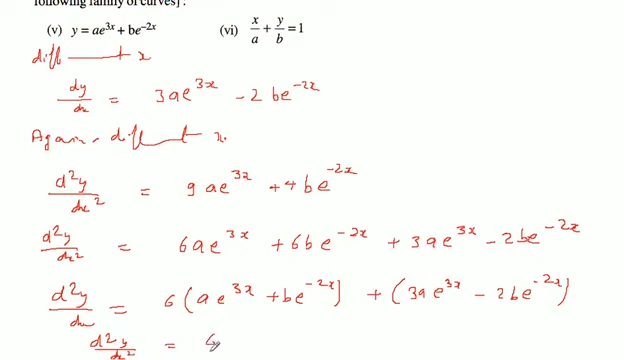 following family of curves] :
(v) y = ae^{3x} + be^{-2x} (vi) x/a + y/b = 1
diff x
dy/dx = 3ae^{3x} - 2be^{-2x}
Again, diff x.
d²y/dx² = 9ae^{3x} + 4be^{-2x}
d²y/dx² = 6ae^{3x} + 6be^{-2x} + 3ae^{3x} - 2be^{-2x}
d²y/dx = 6(ae^{3x} + be^{-2x}) + (3ae^{3x} - 2be^{-2x})
d²y/dx² = 6y